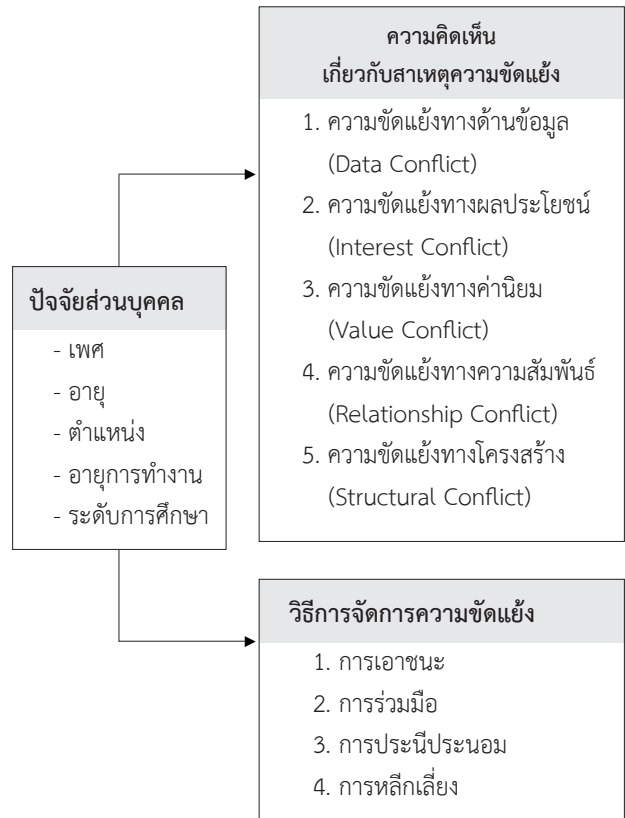 ความคิดเห็น
เกี่ยวกับสาเหตุความขัดแย้ง
1. ความขัดแย้งทางด้านข้อมูล
(Data Conflict)
2. ความขัดแย้งทางผลประโยชน์
(Interest Conflict)
3. ความขัดแย้งทางค่านิยม
(Value Conflict)
4. ความขัดแย้งทางความสัมพันธ์
(Relationship Conflict)
5. ความขัดแย้งทางโครงสร้าง
(Structural Conflict)
ปัจจัยส่วนบุคคล
- เพศ
- อายุ
- ตำแหน่ง
- อายุการทำงาน
- ระดับการศึกษา
วิธีการจัดการความขัดแย้ง
1. การเอาชนะ
2. การร่วมมือ
3. การประนีประนอม
4. การหลีกเลี่ยง